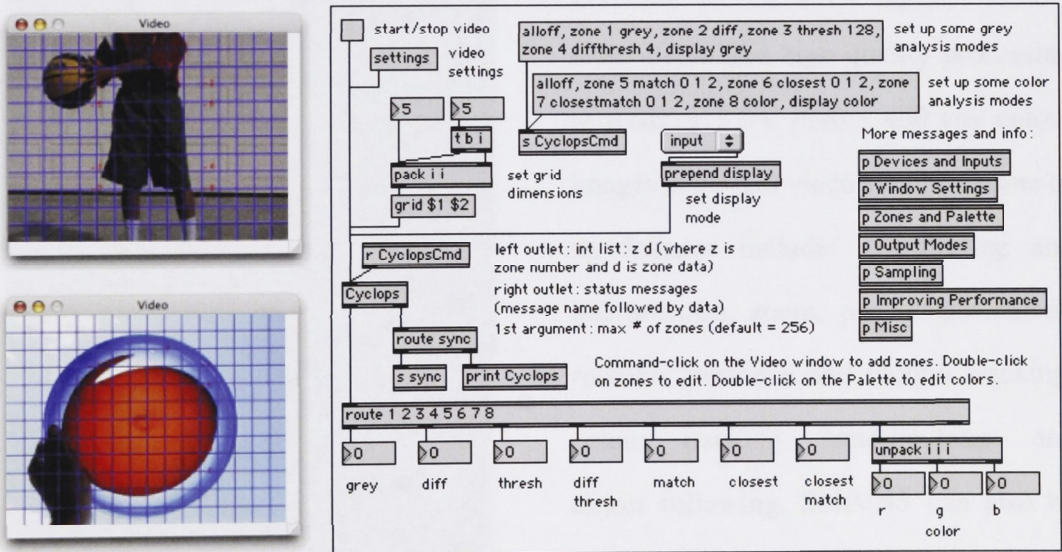 Video
Video
start/stop video
settings
video
settings
5
5
t b i
pack i i
grid $1 $2
set grid
dimensions
alloff, zone 1 grey, zone 2 diff, zone 3 thresh 128,
zone 4 diffthresh 4, display grey
set up some grey
analysis modes
alloff, zone 5 match 0 1 2, zone 6 closest 0 1 2, zone
7 closestmatch 0 1 2, zone 8 color, display color
set up some color
analysis modes
s CyclopsCmd
input
prepend display
set display
mode
More messages and info:
p Devices and Inputs
p Window Settings
p Zones and Palette
p Output Modes
p Sampling
p Improving Performance
p Misc
r CyclopsCmd
Cyclops
left outlet: int list: z d (where z is
zone number and d is zone data)
right outlet: status messages
(message name followed by data)
1st argument: max # of zones (default = 256)
route sync
s sync
print Cyclops
Command-click on the Video window to add zones. Double-click
on zones to edit. Double-click on the Palette to edit colors.
route 1 2 3 4 5 6 7 8
0
0
0
0
0
0
0
unpack i i i
0
0
0
grey
diff
thresh
diff
thresh
match
closest
closest
match
r
g
b
color